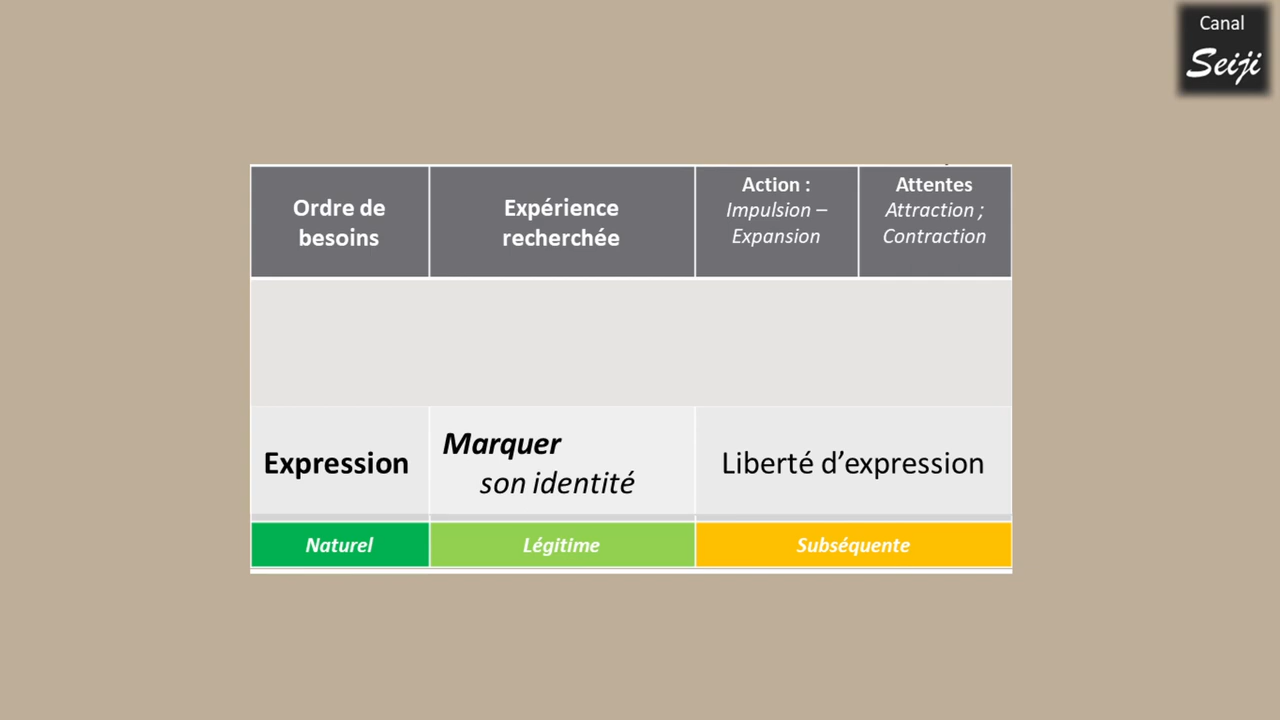 Canal
Seiji
Ordre de
besoins
Expérience
recherchée
Action :
Impulsion –
Expansion
Attentes
Attraction ;
Contraction
Expression
Marquer
son identité
Liberté d’expression
Naturel
Légitime
Subséquente